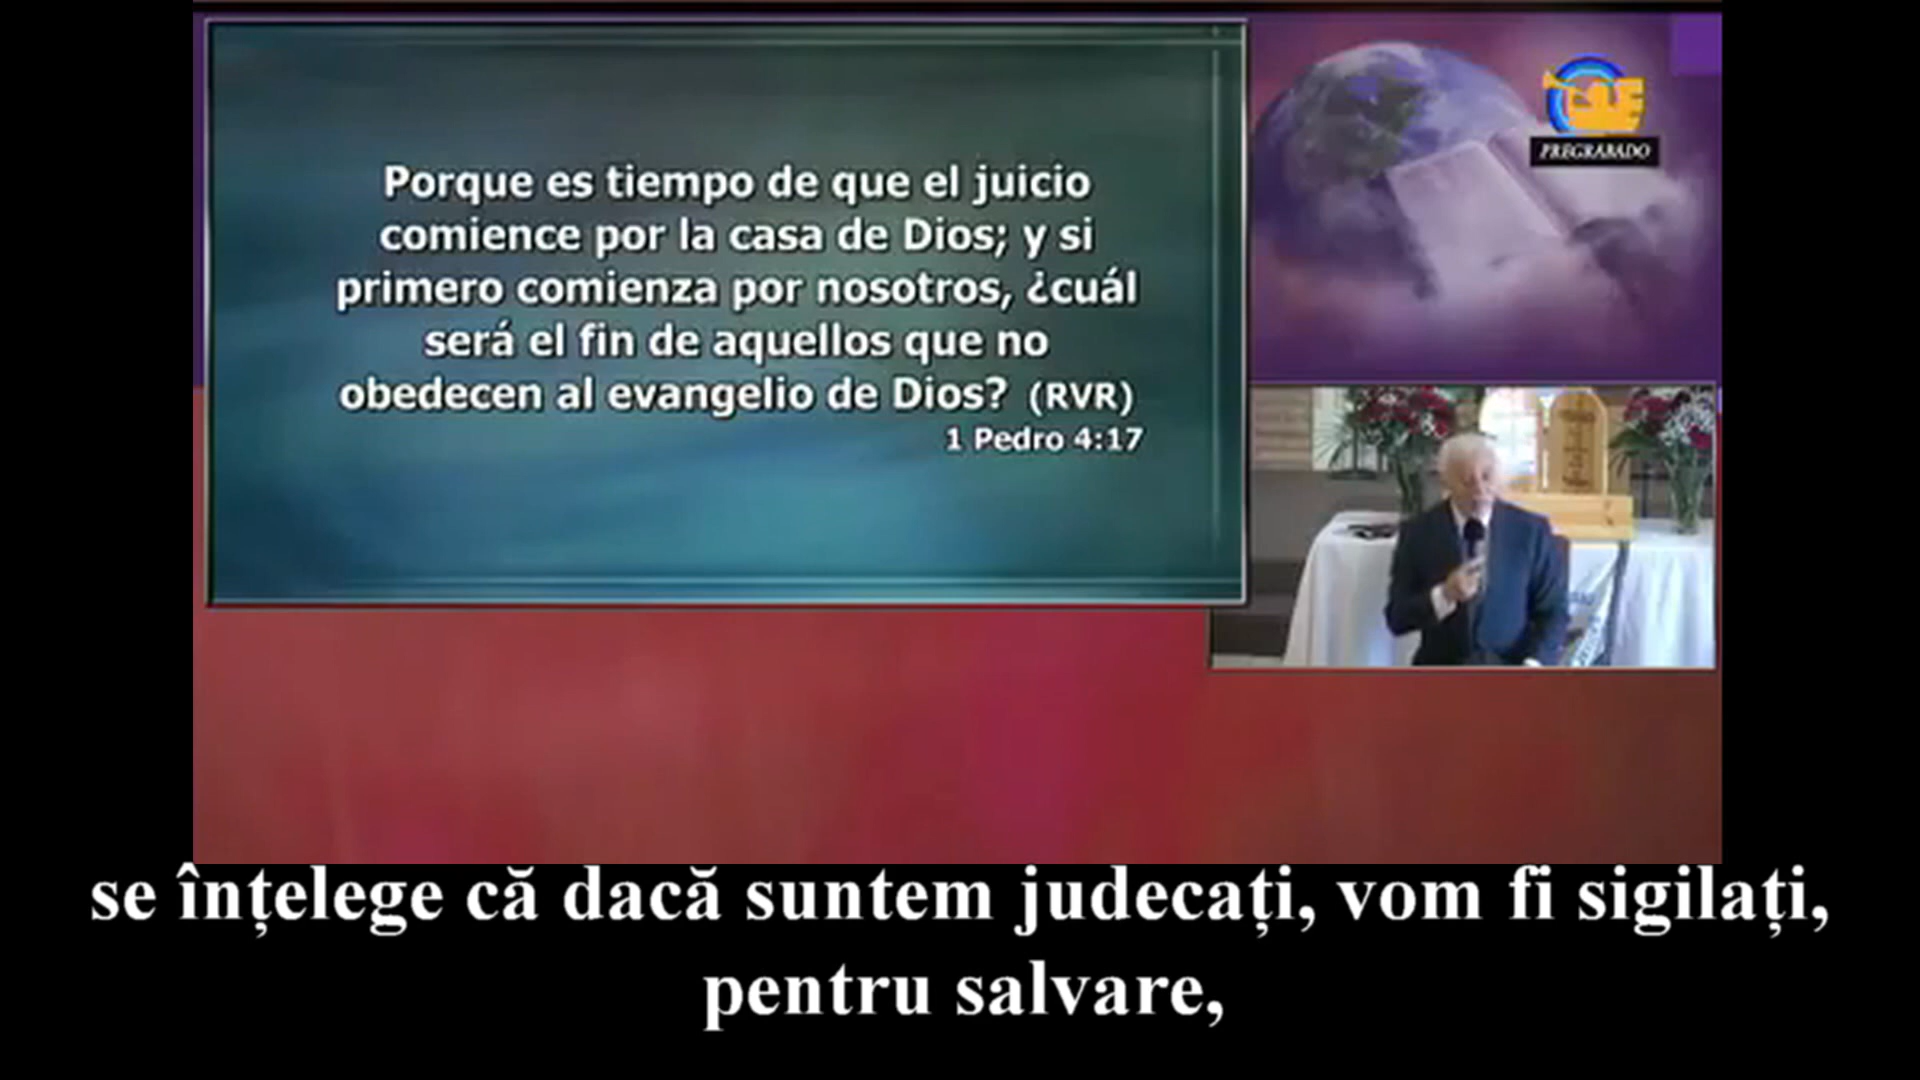 Porque es tiempo de que el juicio
comience por la casa de Dios; y si
primero comienza por nosotros, ¿cuál
será el fin de aquellos que no
obedecen al evangelio de Dios? (RVR)
1 Pedro 4:17
PREGRABADO
se înțelege că dacă suntem judecați, vom fi sigilați,
pentru salvare,